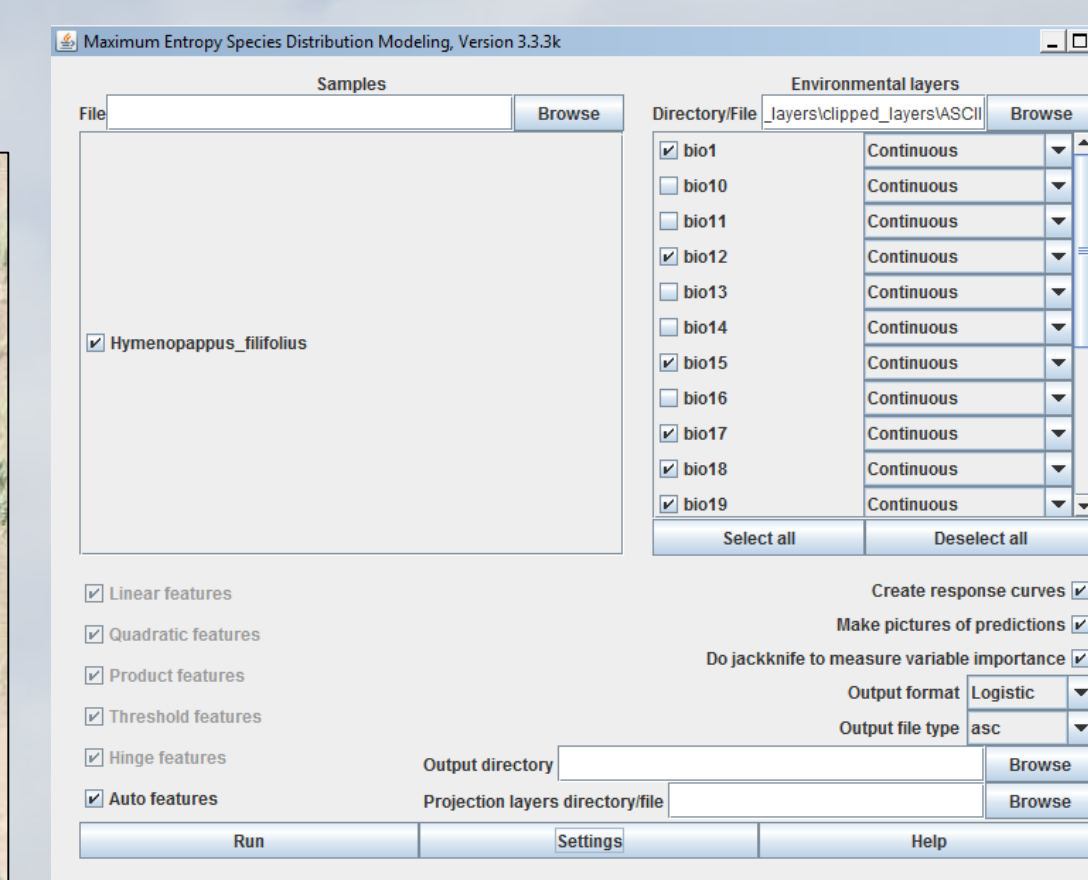 Maximum Entropy Species Distribution Modeling, Version 3.3.3k
Samples
File Browse
Hymenopappus_filifolius
Environmental layers
Directory/File _layers\clipped_layers\ASCII Browse
bio1 Continuous
bio10 Continuous
bio11 Continuous
bio12 Continuous
bio13 Continuous
bio14 Continuous
bio15 Continuous
bio16 Continuous
bio17 Continuous
bio18 Continuous
bio19 Continuous
Select all Deselect all
Linear features
Quadratic features
Product features
Threshold features
Hinge features
Auto features
Create response curves
Make pictures of predictions
Do jackknife to measure variable importance
Output format Logistic
Output file type asc
Output directory Browse
Projection layers directory/file Browse
Run Settings Help